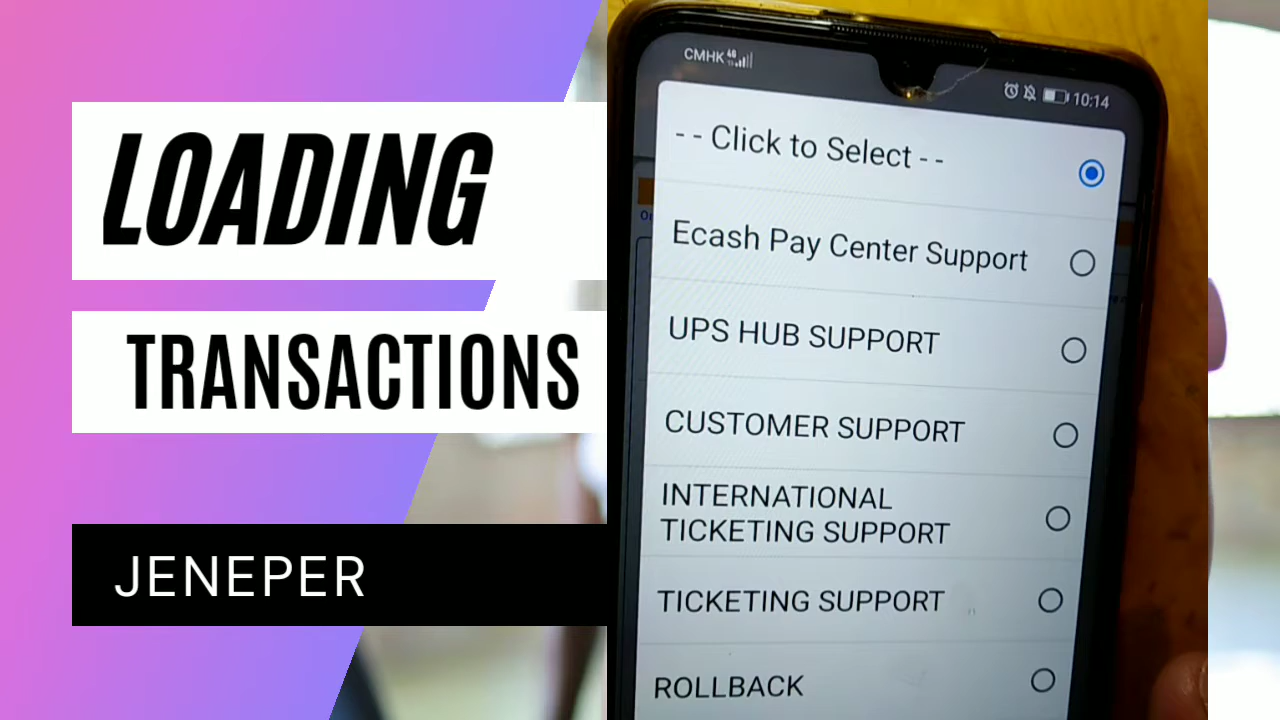 LOADING
TRANSACTIONS
JENEPER
CMHK 4G
10:14
- - Click to Select - -
Ecash Pay Center Support
UPS HUB SUPPORT
CUSTOMER SUPPORT
INTERNATIONAL
TICKETING SUPPORT
TICKETING SUPPORT
ROLLBACK